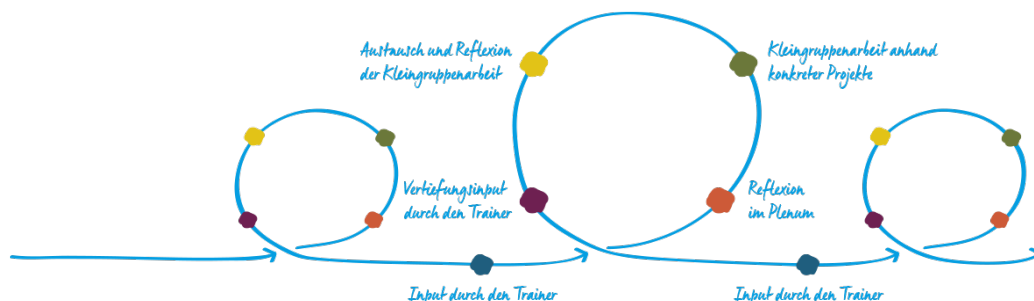 Austausch und Reflexion
der Kleingruppenarbeit
Kleingruppenarbeit anhand
konkreter Projekte
Vertiefungsinput
durch den Trainer
Reflexion
im Plenum
Input durch den Trainer
Input durch den Trainer